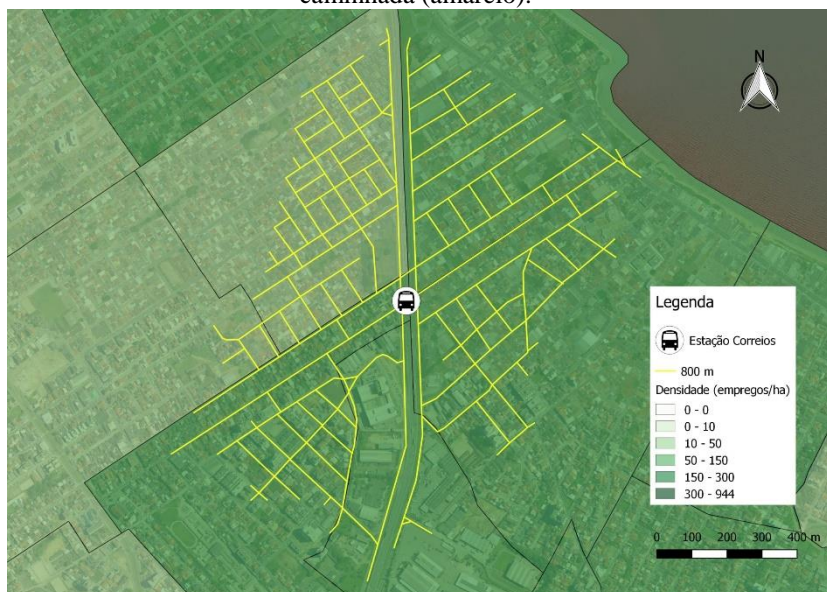 caminhada (amarelo).
N
Legenda
Estação Correios
800 m
Densidade (empregos/ha)
0 - 0
0 - 10
10 - 50
50 - 150
150 - 300
300 - 944
0 100 200 300 400 m